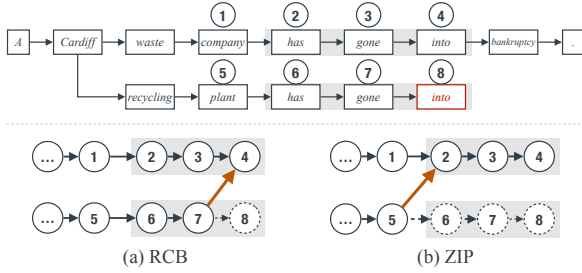 1 2 3 4
A Cardiff waste company has gone into bankruptcy .
5 6 7 8
recycling plant has gone into
... 1 2 3 4 ... 1 2 3 4
... 5 6 7 8 ... 5 6 7 8
(a) RCB (b) ZIP